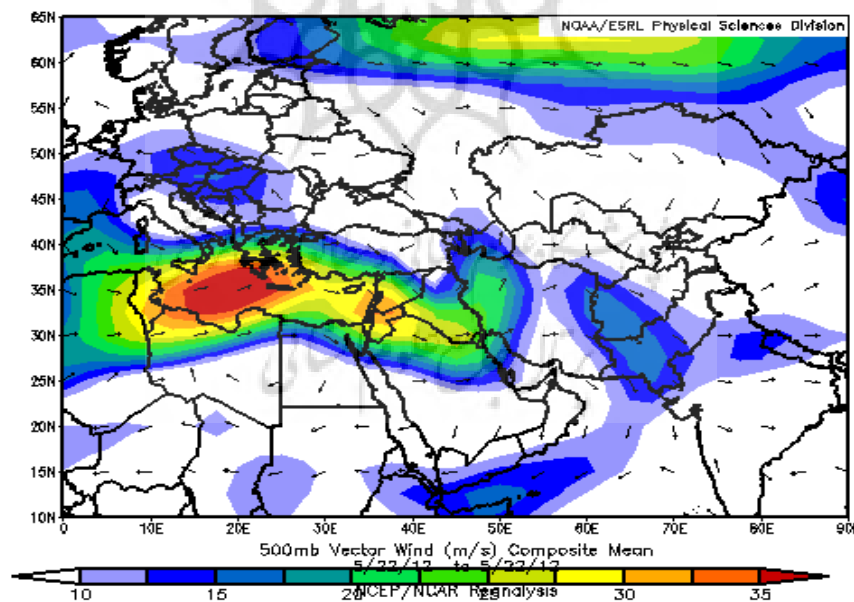 NOAA/ESRL Physical Sciences Division
65N
60N
55N
50N
45N
40N
35N
30N
25N
20N
15N
10N
0 10E 20E 30E 40E 50E 60E 70E 80E 90E
500mb Vector Wind (m/s) Composite Mean
5/22/12 to 5/22/12
10 15 20 25 30 35
NCEP/NCAR Reanalysis